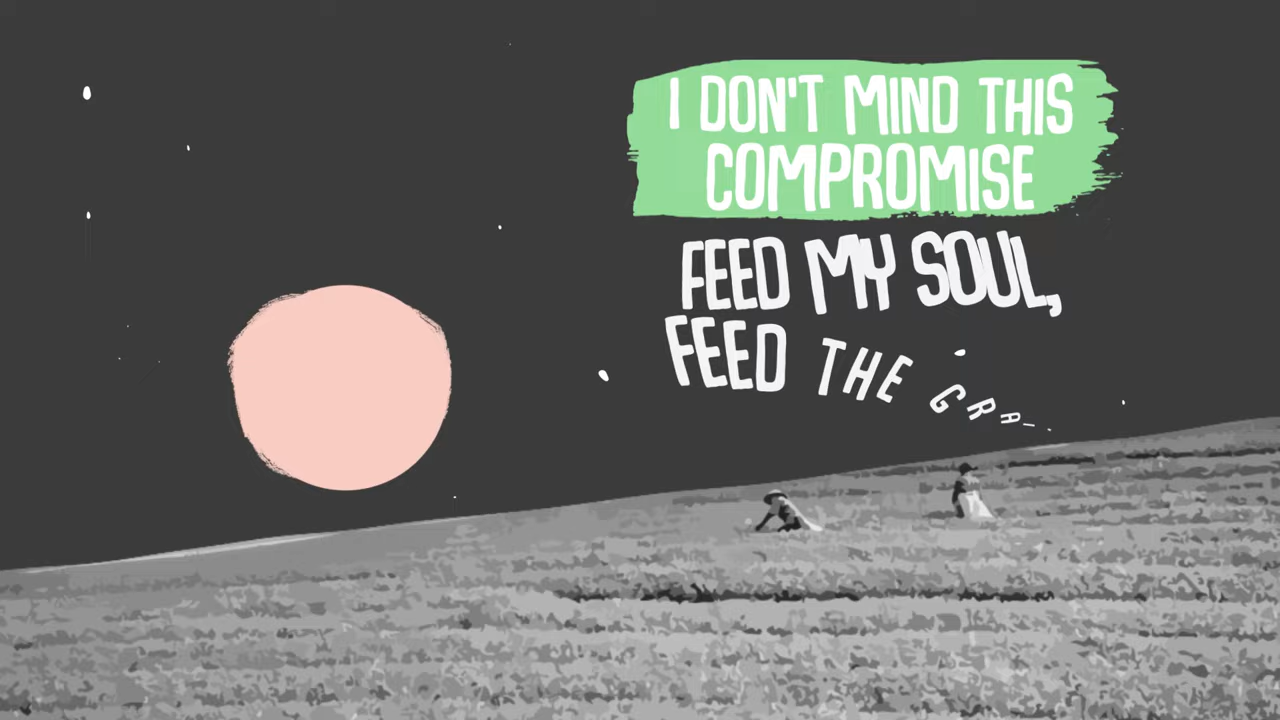 I DON'T MIND THIS
COMPROMISE
FEED MY SOUL,
FEED THE